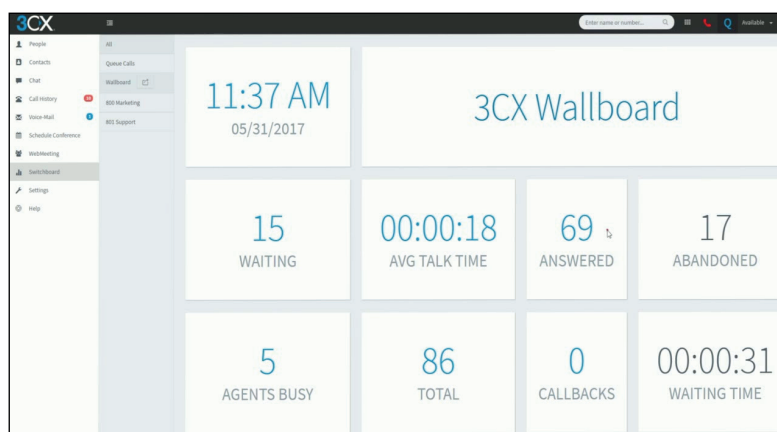 3CX
Enter name or number...
Q
Available
People
Contacts
Chat
Call History
Voice-Mail
Schedule Conference
WebMeeting
Switchboard
Settings
Help
All
Queue Calls
Wallboard
800 Marketing
801 Support
11:37 AM
05/31/2017
3CX Wallboard
15
WAITING
00:00:18
AVG TALK TIME
69
ANSWERED
17
ABANDONED
5
AGENTS BUSY
86
TOTAL
0
CALLBACKS
00:00:31
WAITING TIME